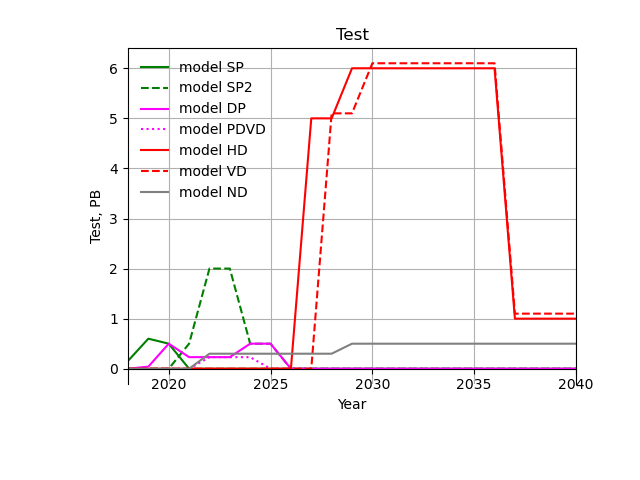 Test
6
5
4
3
2
1
0
Test, PB
model SP
model SP2
model DP
model PDVD
model HD
model VD
model ND
2020 2025 2030 2035 2040
Year